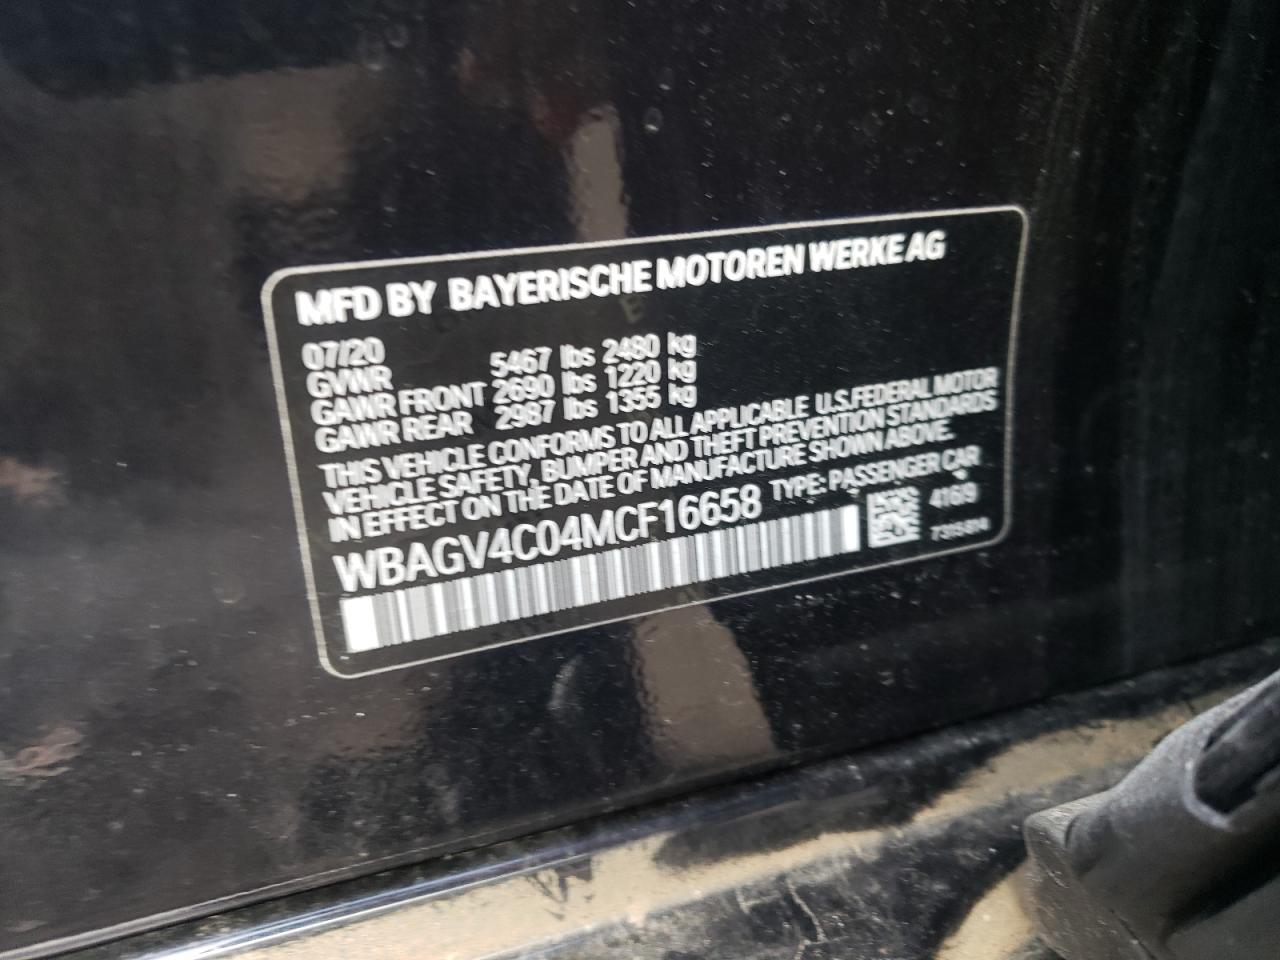 MFD BY BAYERISCHE MOTOREN WERKE AG
07/20
GVWR 5467 lbs 2480 kg
GAWR FRONT 2690 lbs 1220 kg
GAWR REAR 2987 lbs 1355 kg
THIS VEHICLE CONFORMS TO ALL APPLICABLE U.S.FEDERAL MOTOR
VEHICLE SAFETY, BUMPER AND THEFT PREVENTION STANDARDS
IN EFFECT ON THE DATE OF MANUFACTURE SHOWN ABOVE.
WBAGV4C04MCF16658 TYPE: PASSENGER CAR
416/9
7315814